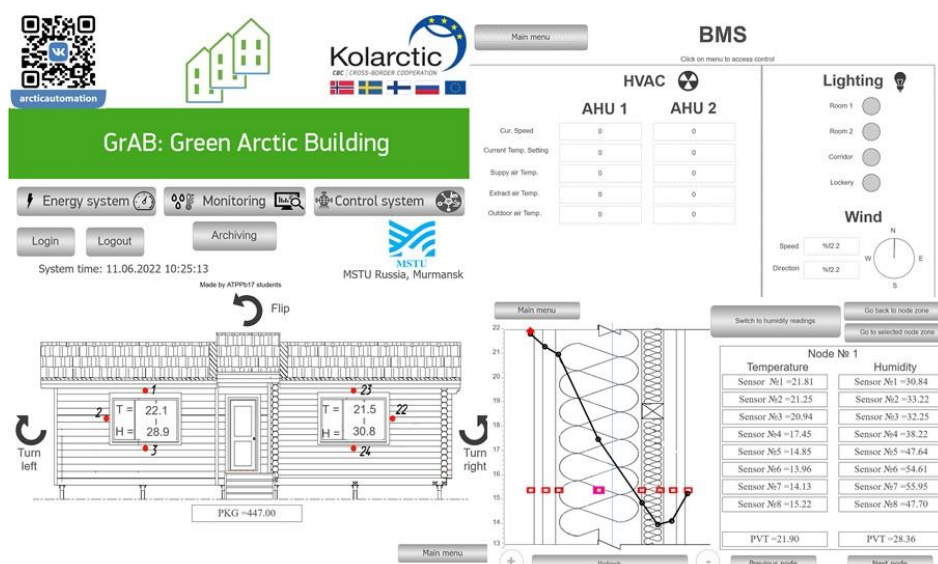 arcticautomation
Kolarctic
CBC | CROSS-BORDER COOPERATION
GrAB: Green Arctic Building
Energy system
Monitoring
Control system
Login
Logout
Archiving
MSTU
System time: 11.06.2022 10:25:13
MSTU Russia, Murmansk
Made by ATPPb17 students
Flip
1
2
T = 22.1
H = 28.9
3
23
T = 21.5
22
H = 30.8
24
Turn left
Turn right
PKG =447.00
Main menu
Main menu
BMS
Click on menu to access control
HVAC
AHU 1
AHU 2
Cur. Speed 0 0
Current Temp. Setting 0 0
Suppy air Temp. 0 0
Extract air Temp. 0 0
Outdoor air Temp. 0 0
Lighting
Room 1
Room 2
Corridor
Lockery
Wind
Speed %f2.2
Direction %f2.2
N
W E
S
Main menu
Switch to humidity readings
Go back to node zone
Go to selected node zone
22
21
20
19
18
17
16
15
14
13
+
Refresh
-
Node № 1
Temperature Humidity
Sensor №1 =21.81 Sensor №1 =30.84
Sensor №2 =21.25 Sensor №2 =33.22
Sensor №3 =20.94 Sensor №3 =32.25
Sensor №4 =17.45 Sensor №4 =38.22
Sensor №5 =14.85 Sensor №5 =47.64
Sensor №6 =13.96 Sensor №6 =54.61
Sensor №7 =14.13 Sensor №7 =55.95
Sensor №8 =15.22 Sensor №8 =47.70
PVT =21.90 PVT =28.36
Previous node Next node